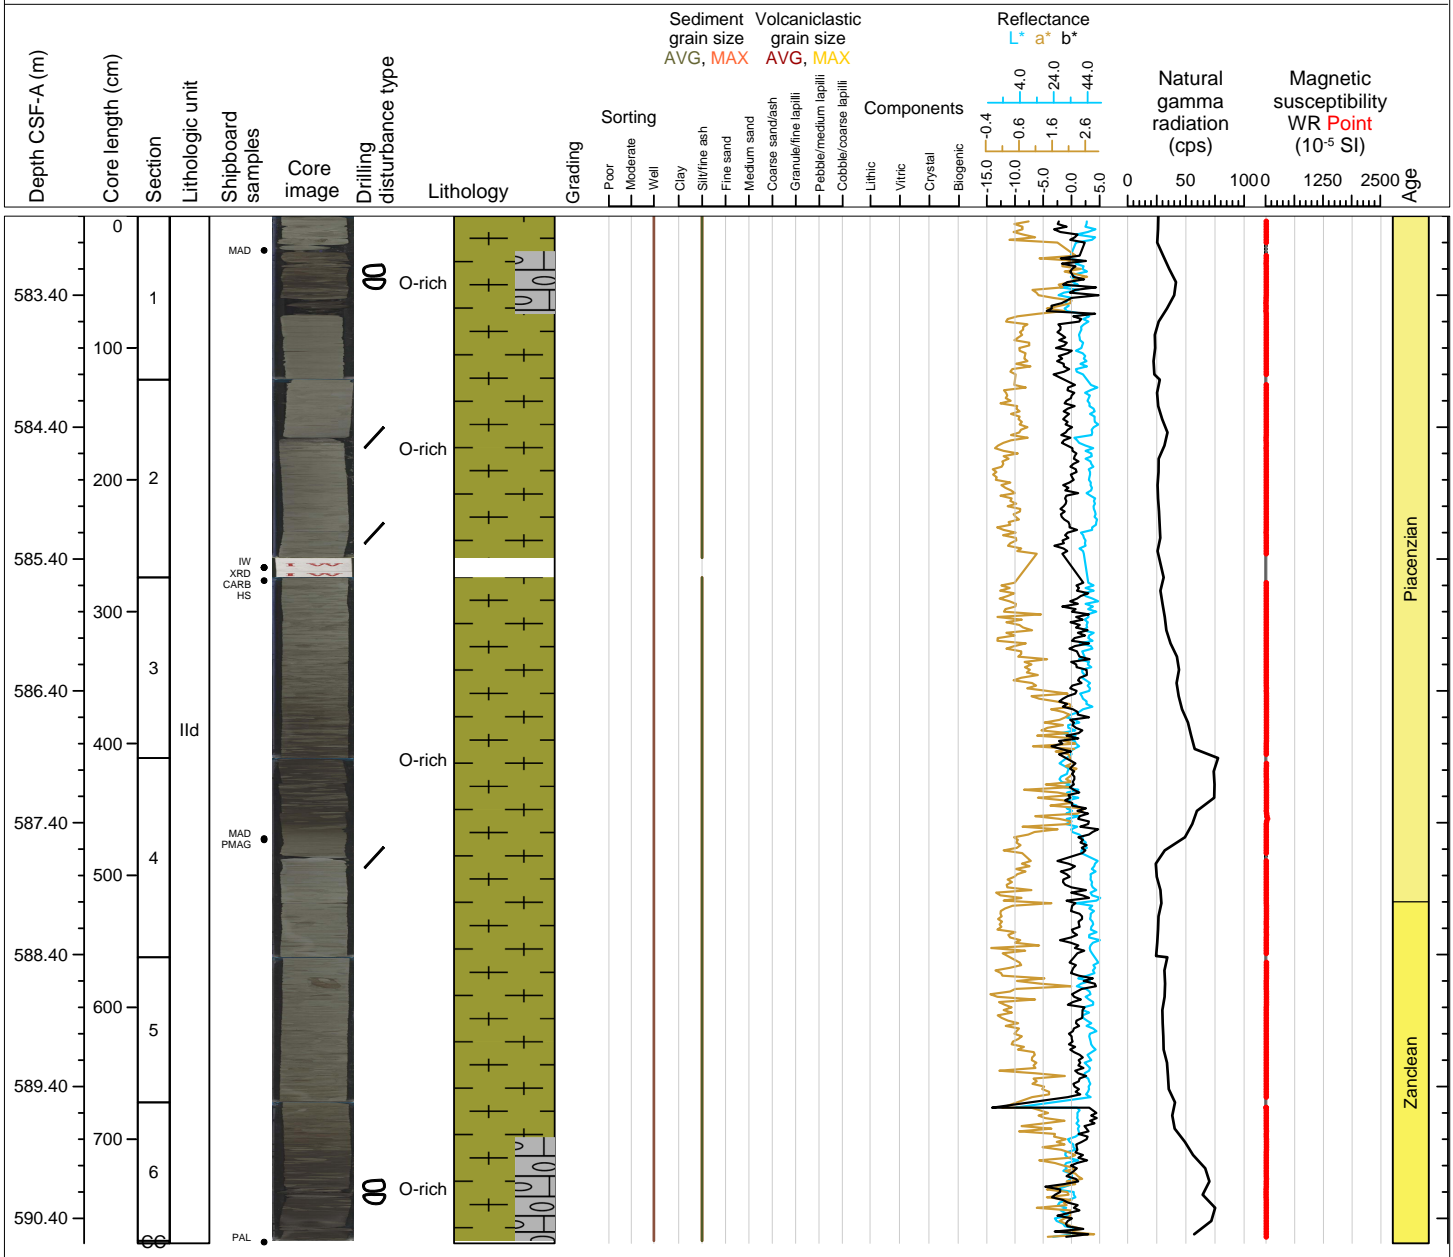 Depth CSF-A (m)
Core length (cm)
Section
Lithologic unit
Shipboard
samples
Core
image
Drilling
disturbance type
Lithology
Grading
Sorting
Poor
Moderate
Well
Sediment
grain size
AVG, MAX
Volcaniclastic
grain size
AVG, MAX
Clay
Silt/fine ash
Fine sand
Medium sand
Coarse sand/ash
Granule/fine lapilli
Pebble/medium lapilli
Cobble/coarse lapilli
Components
Lithic
Vitric
Crystal
Biogenic
Reflectance
L* a* b*
4.0 24.0 44.0
-0.4 0.6 1.6 2.6
-15.0 -10.0 -5.0 0.0 5.0
Natural
gamma
radiation
(cps)
0 50 100
Magnetic
susceptibility
WR Point
(10-5 SI)
0 1250 2500
Age
0
MAD
583.40
1
O-rich
100
584.40
O-rich
200
2
585.40
IW
XRD
CARB
HS
I W
I W
300
3
586.40
IId
400
O-rich
587.40
MAD
PMAG
4
500
588.40
600
5
589.40
700
6
O-rich
590.40
CC
PAL
Piacenzian
Zanclean